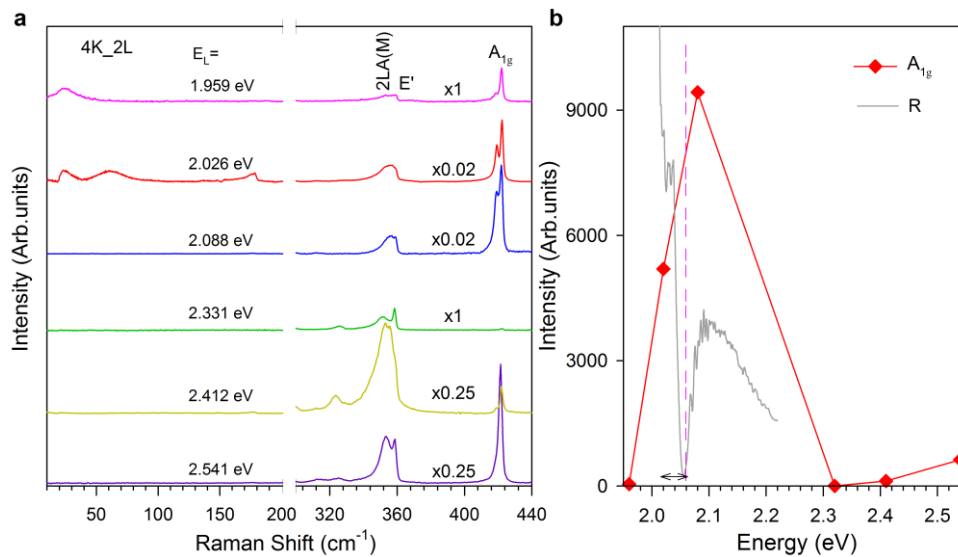 a
4K_2L
E_L=
2LA(M)
E'
A_1g
1.959 eV
x1
2.026 eV
x0.02
2.088 eV
x0.02
2.331 eV
x1
2.412 eV
x0.25
2.541 eV
x0.25
Intensity (Arb.units)
50 100 150 200 320 360 400 440
Raman Shift (cm⁻¹)
b
A_1g
R
Intensity (Arb.units)
9000
6000
3000
0
2.0 2.1 2.2 2.3 2.4 2.5
Energy (eV)